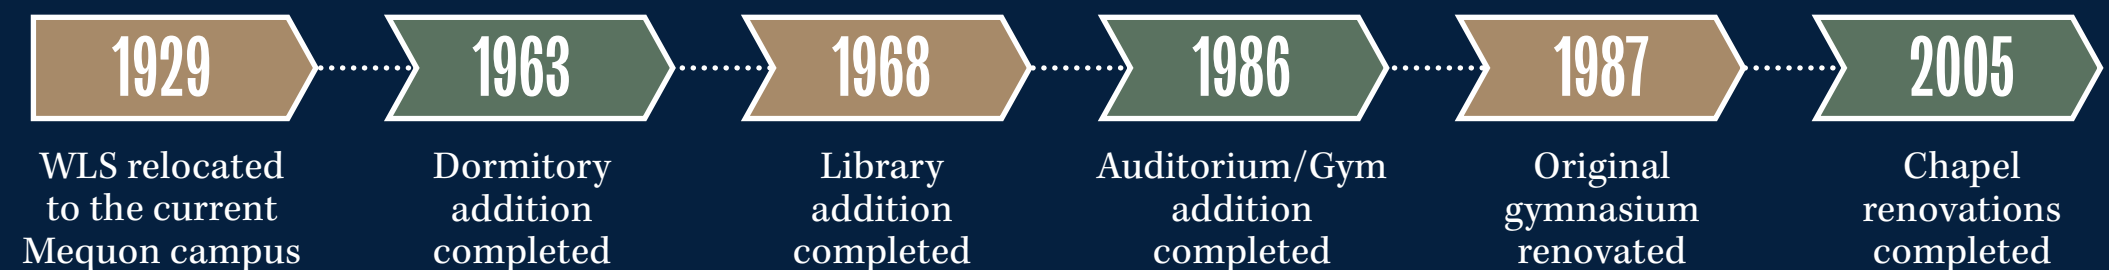 1929
WLS relocated
to the current
Mequon campus
1963
Dormitory
addition
completed
1968
Library
addition
completed
1986
Auditorium/Gym
addition
completed
1987
Original
gymnasium
renovated
2005
Chapel
renovations
completed